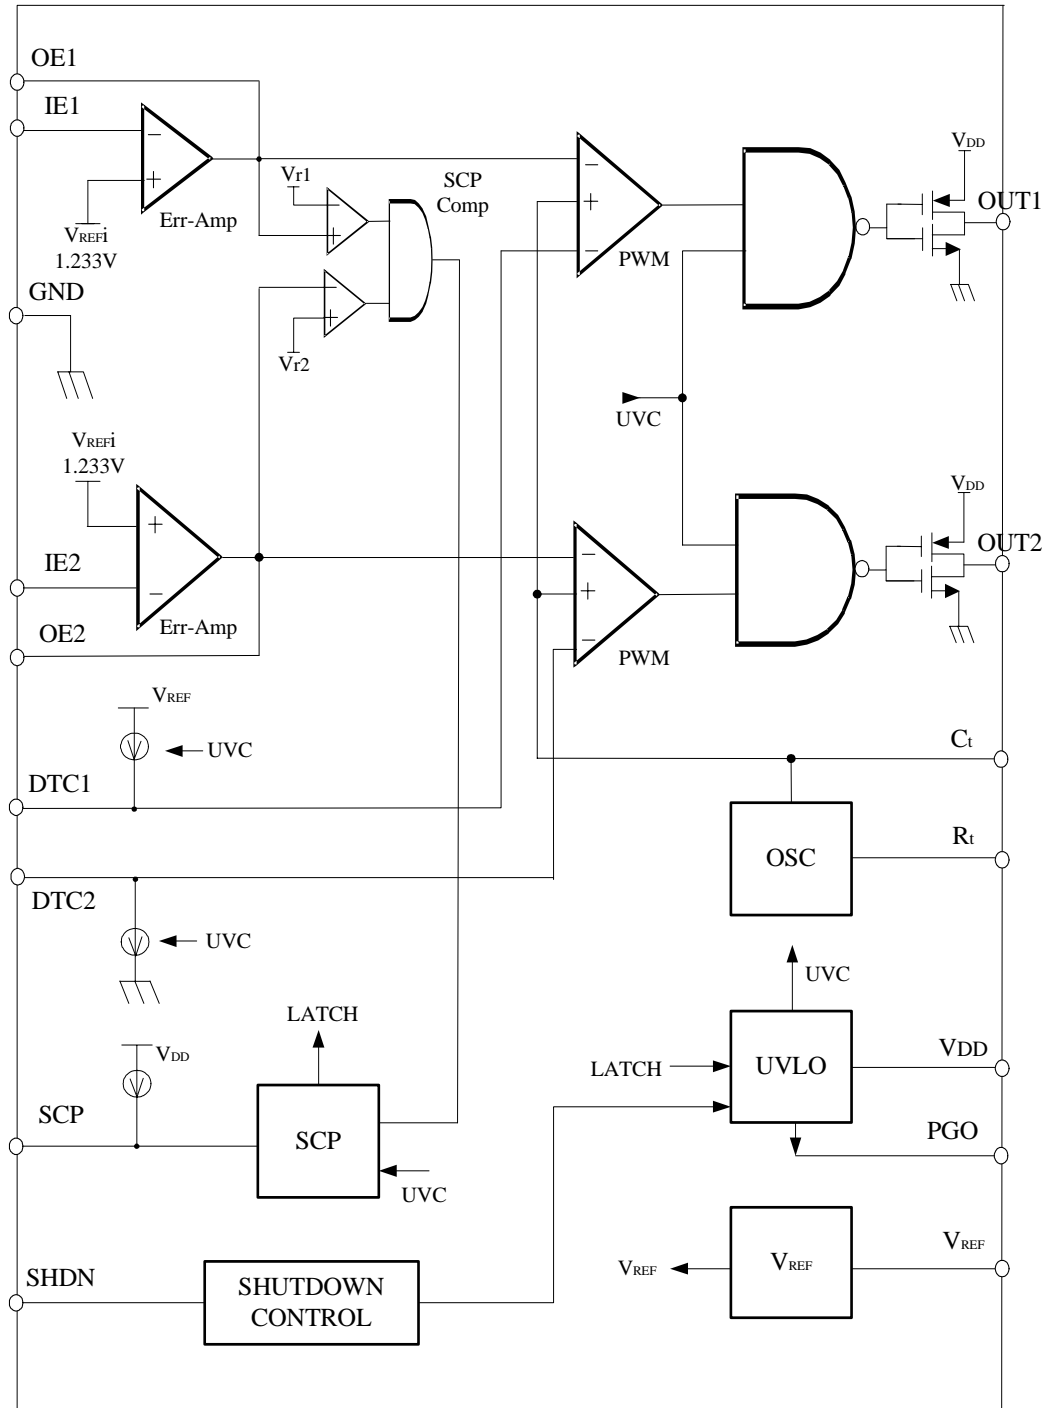 OE1
IE1
VREFi
1.233V
Err-Amp
Vr1
SCP
Comp
Vr2
PWM
VDD
OUT1
GND
UVC
VREFi
1.233V
IE2
OE2
Err-Amp
PWM
VDD
OUT2
VREF
UVC
DTC1
Ct
OSC
Rt
DTC2
UVC
UVC
LATCH
VDD
SCP
SCP
UVC
LATCH
UVLO
VDD
PGO
SHDN
SHUTDOWN
CONTROL
VREF
VREF
VREF
− + − + − + − + − − + + − − + −